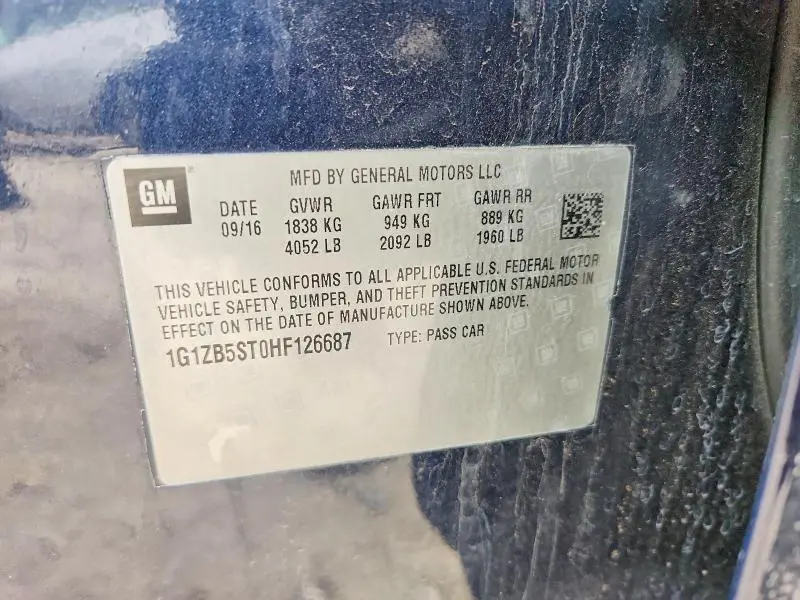 GM
MFD BY GENERAL MOTORS LLC
DATE GVWR GAWR FRT GAWR RR
09/16 1838 KG 949 KG 889 KG
4052 LB 2092 LB 1960 LB
THIS VEHICLE CONFORMS TO ALL APPLICABLE U.S. FEDERAL MOTOR
VEHICLE SAFETY, BUMPER, AND THEFT PREVENTION STANDARDS IN
EFFECT ON THE DATE OF MANUFACTURE SHOWN ABOVE.
1G1ZB5ST0HF126687 TYPE: PASS CAR